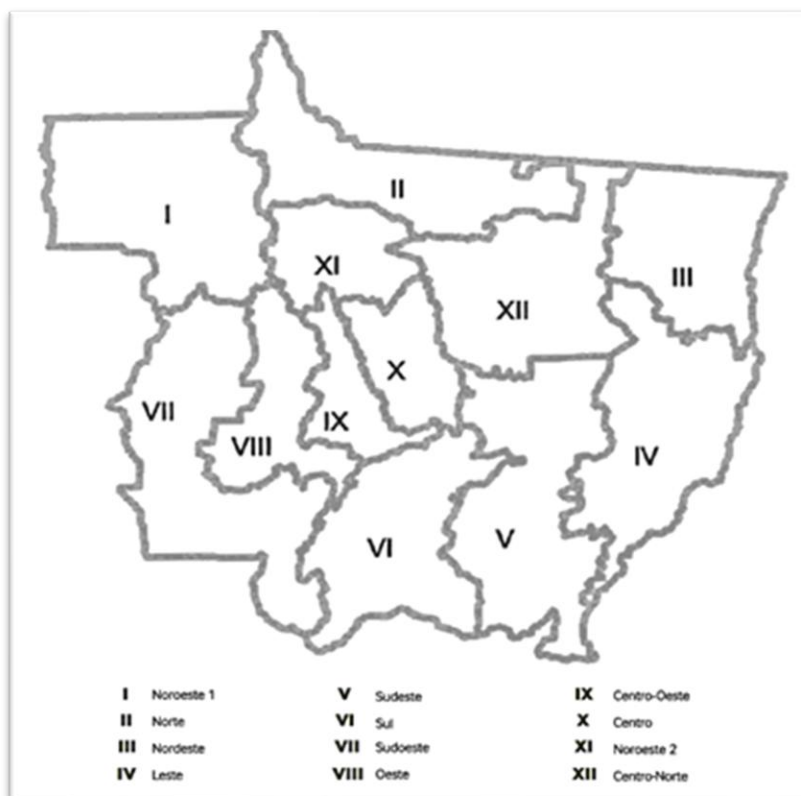 I
II
XI
III
XII
X
VII
IX
VIII
IV
V
VI
I Noroeste 1
II Norte
III Nordeste
IV Leste
V Sudeste
VI Sul
VII Sudoeste
VIII Oeste
IX Centro-Oeste
X Centro
XI Noroeste 2
XII Centro-Norte